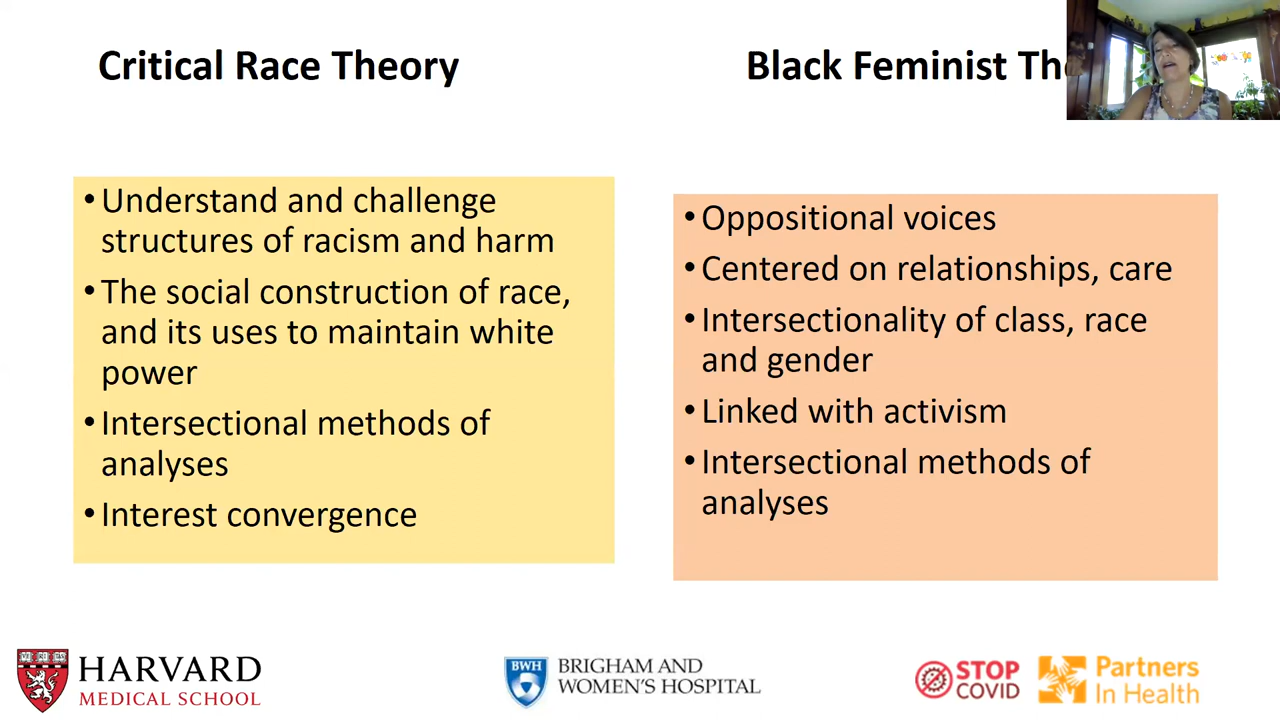 Critical Race Theory
Black Feminist
• Understand and challenge
structures of racism and harm
• The social construction of race,
and its uses to maintain white
power
• Intersectional methods of
analyses
• Interest convergence
• Oppositional voices
• Centered on relationships, care
• Intersectionality of class, race
and gender
• Linked with activism
• Intersectional methods of
analyses
HARVARD
MEDICAL SCHOOL
BWH
BRIGHAM AND
WOMEN'S HOSPITAL
STOP
COVID
Partners
In Health